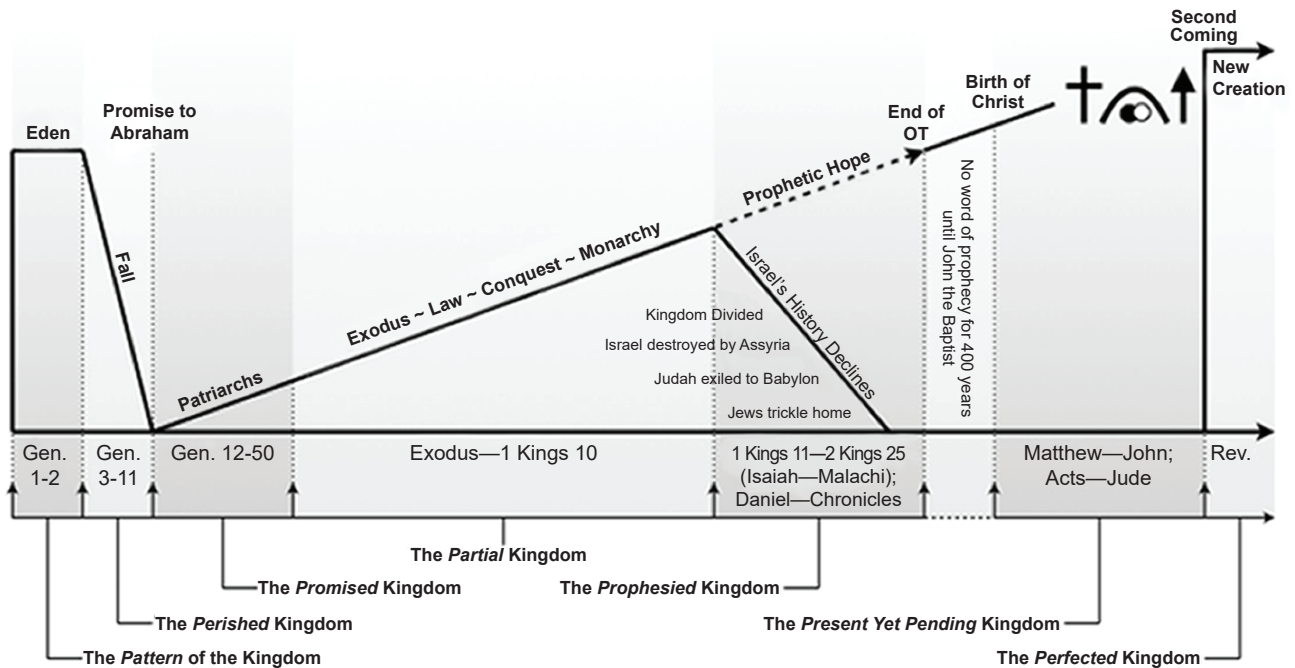 Second
Coming
New
Creation
Birth of
Christ
End of
OT
Promise to
Abraham
Eden
Fall
Patriarchs
Exodus ~ Law ~ Conquest ~ Monarchy
Prophetic Hope
Israel's History Declines
Kingdom Divided
Israel destroyed by Assyria
Judah exiled to Babylon
Jews trickle home
No word of prophecy for 400 years
until John the Baptist
Gen.
1-2
Gen.
3-11
Gen. 12-50
Exodus—1 Kings 10
1 Kings 11—2 Kings 25
(Isaiah—Malachi);
Daniel—Chronicles
Matthew—John;
Acts—Jude
Rev.
The Partial Kingdom
The Promised Kingdom
The Prophesied Kingdom
The Perished Kingdom
The Present Yet Pending Kingdom
The Pattern of the Kingdom
The Perfected Kingdom